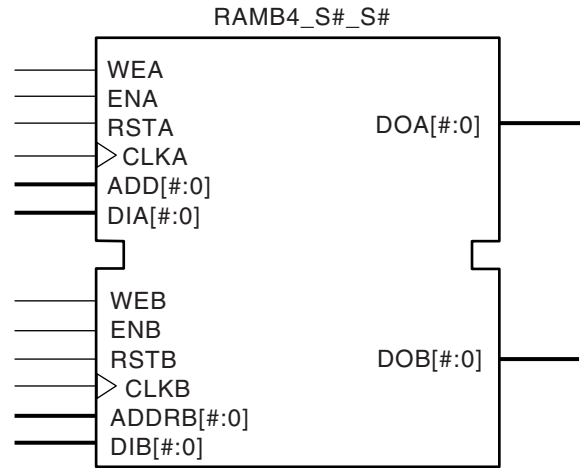 RAMB4_S#_S#
WEA
ENA
RSTA
CLKA
ADD[#:0]
DIA[#:0]
DOA[#:0]
WEB
ENB
RSTB
CLKB
ADDRB[#:0]
DIB[#:0]
DOB[#:0]